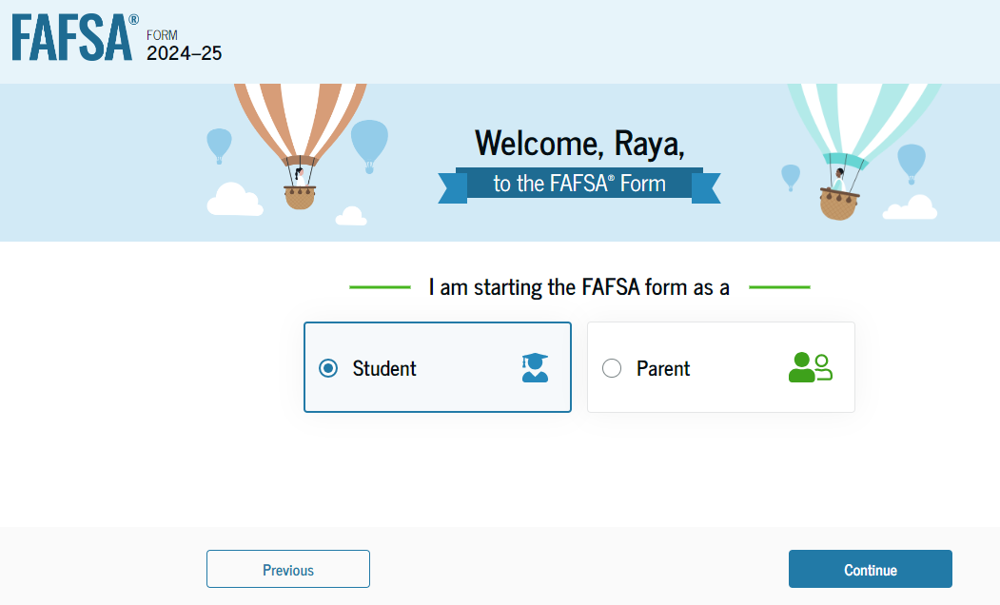 FAFSA®
FORM
2024–25
Welcome, Raya,
to the FAFSA® Form
I am starting the FAFSA form as a
Student
Parent
Previous
Continue